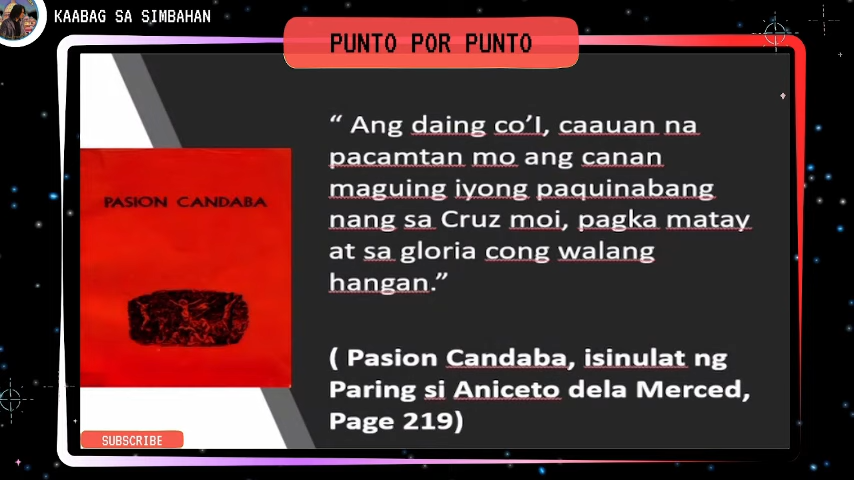 KAABAG SA SIMBAHAN
PUNTO POR PUNTO
“ Ang daing co’I, caauan na
pacamtan mo ang canan
maguing iyong paquinabang
nang sa Cruz moi, pagka matay
at sa gloria cong walang
hangan.”
PASION CANDABA
( Pasion Candaba, isinulat ng
Paring si Aniceto dela Merced,
Page 219)
SUBSCRIBE